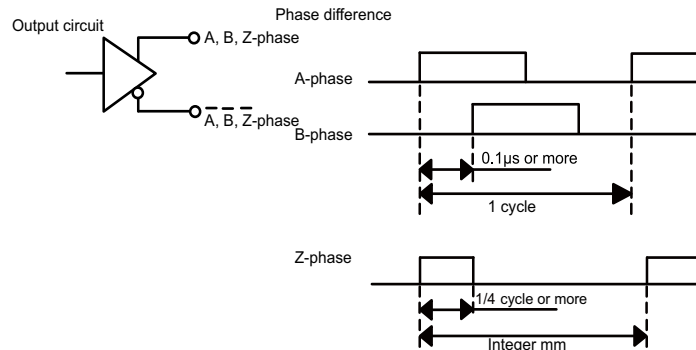 Output circuit
A, B, Z-phase
A, B, Z-phase
Phase difference
A-phase
B-phase
0.1µs or more
1 cycle
Z-phase
1/4 cycle or more
Integer mm